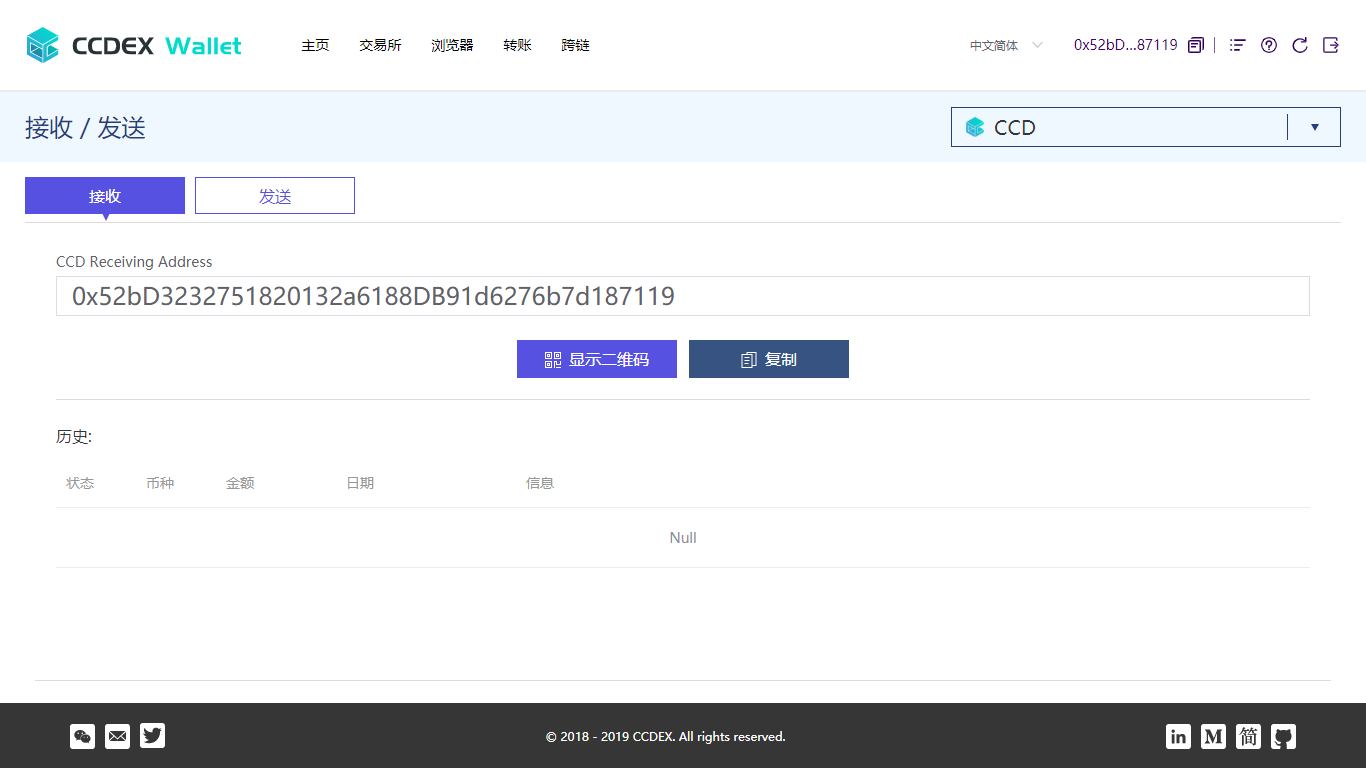 CCDEX Wallet 主页 交易所 浏览器 转账 跨链 中文简体 0x52bD...87119
接收 / 发送 CCD
接收 发送
CCD Receiving Address
0x52bD3232751820132a6188DB91d6276b7d187119
显示二维码 复制
历史:
状态 币种 金额 日期 信息
Null
© 2018 - 2019 CCDEX. All rights reserved. in M 简